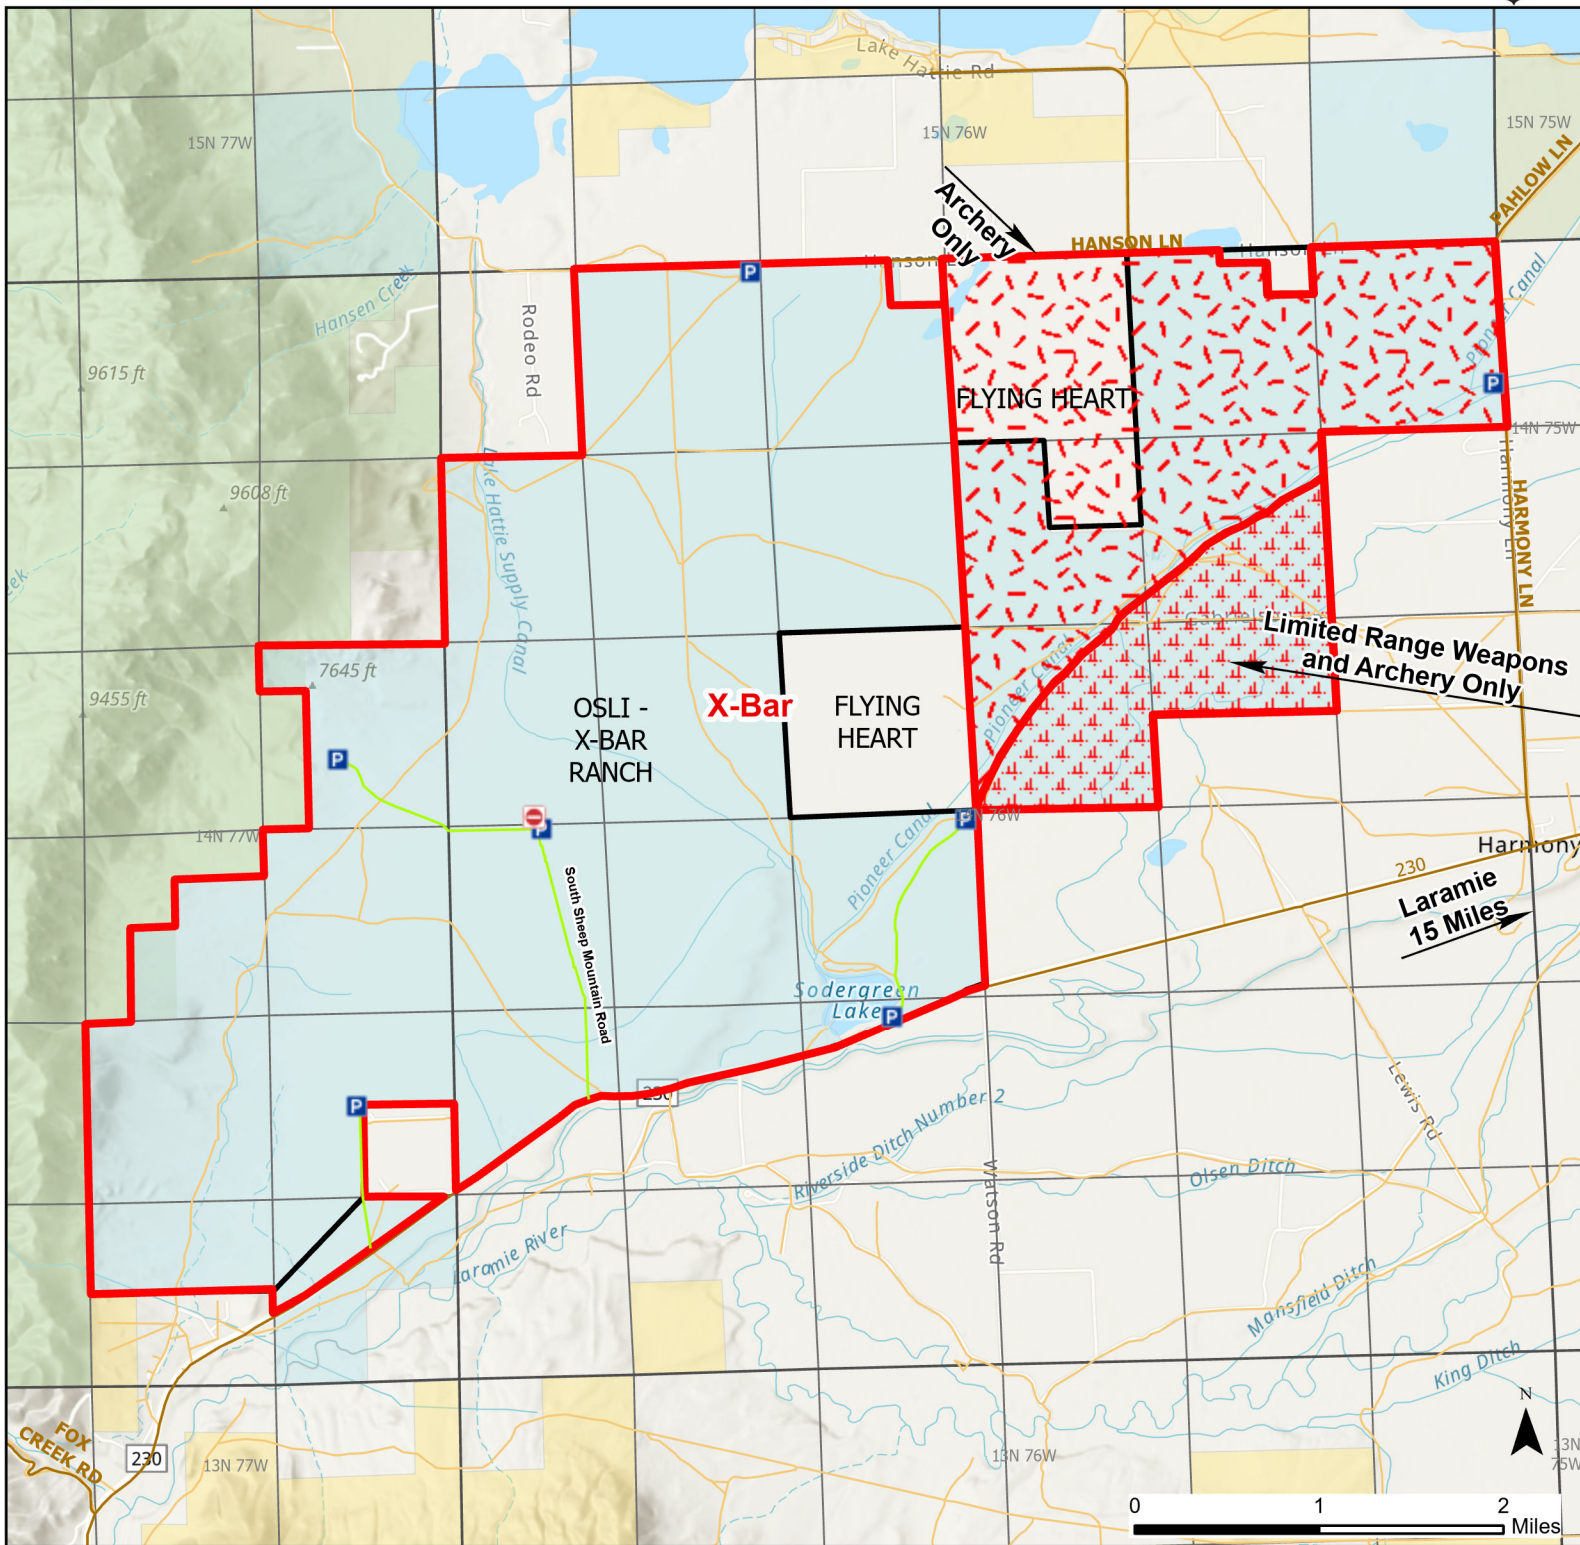 Lake Hattie Rd
15N 77W
15N 76W
15N 75W
PAHLOW LN
Archery
Only
HANSON LN
Hanson Ln
Hansen Creek
Pioneer Canal
Rodeo Rd
9615 ft
FLYING HEART
14N 75W
Lake Hattie Supply Canal
9608 ft
Harmony Ln
HARMONY LN
Limited Range Weapons
and Archery Only
7645 ft
9455 ft
OSLI -
X-BAR
RANCH
X-Bar
FLYING
HEART
Pioneer Canal
P
P
P
P
P
P
P
14N 77W
76W
Pioneer Canal
Harmony
230
Laramie
15 Miles
South Sheep Mountain Road
Sodergreen
Lake
230
Lewis Rd
Riverside Ditch Number 2
Olsen Ditch
Watson Rd
Laramie River
Mansfield Ditch
King Ditch
FOX
CREEK RD
230
13N 77W
13N 76W
13N
75W
N
0 1 2
Miles